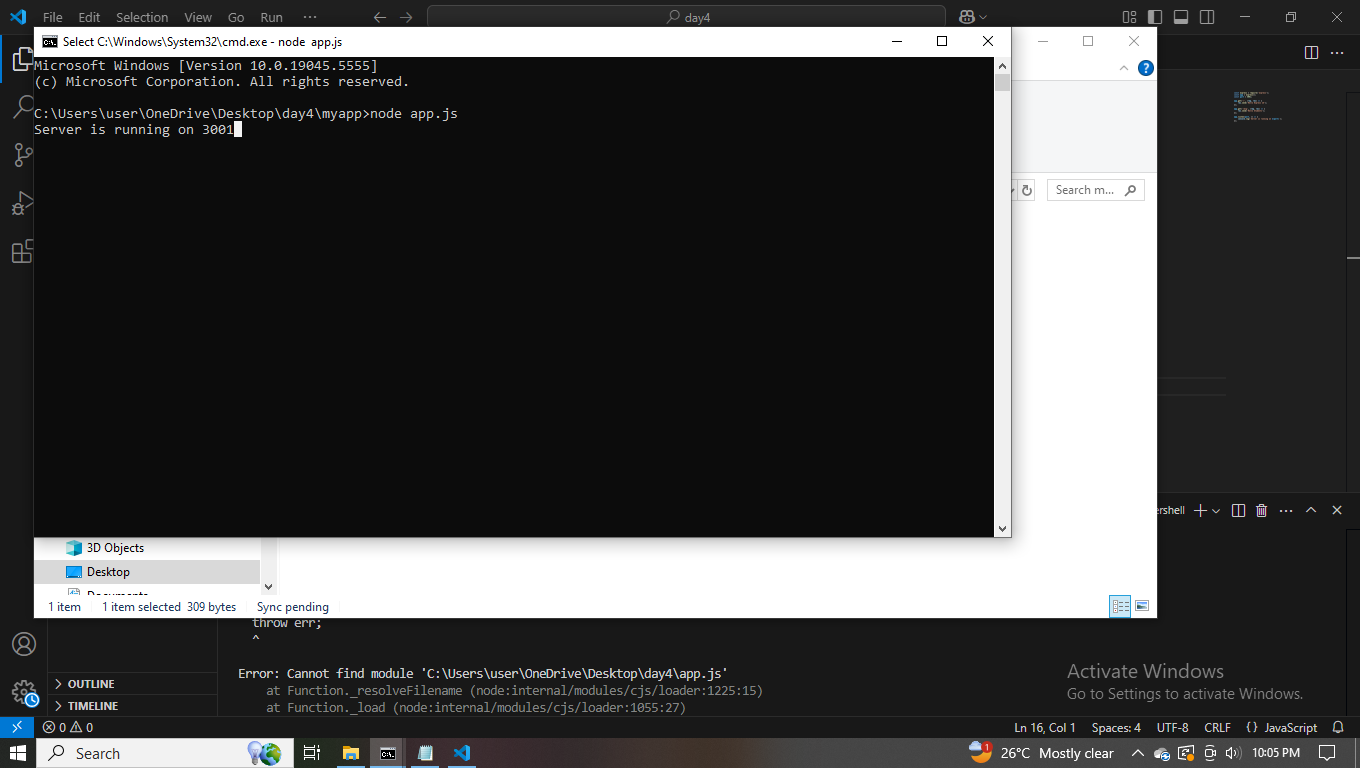 File Edit Selection View Go Run ··· day4
Select C:\Windows\System32\cmd.exe - node app.js
Microsoft Windows [Version 10.0.19045.5555]
(c) Microsoft Corporation. All rights reserved.
C:\Users\user\OneDrive\Desktop\day4\myapp>node app.js
Server is running on 3001
Search m...
ershell
3D Objects
Desktop
Documents
1 item 1 item selected 309 bytes Sync pending
throw err;
^
Error: Cannot find module 'C:\Users\user\OneDrive\Desktop\day4\app.js'
at Function._resolveFilename (node:internal/modules/cjs/loader:1225:15)
at Function._load (node:internal/modules/cjs/loader:1055:27)
OUTLINE
TIMELINE
Activate Windows
Go to Settings to activate Windows.
0 0 Ln 16, Col 1 Spaces: 4 UTF-8 CRLF {} JavaScript
Search 1 26°C Mostly clear 10:05 PM